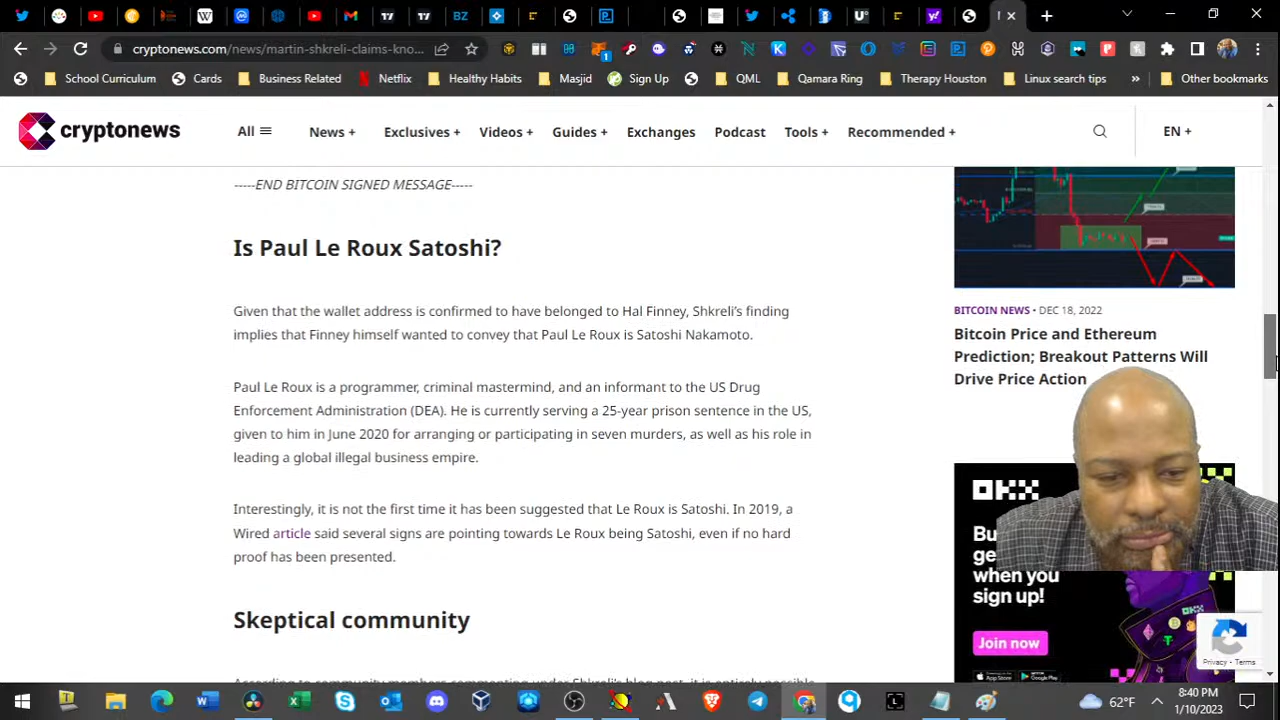 cryptonews.com/news/martin-shkreli-claims-kno...
School Curriculum
Cards
Business Related
Netflix
Healthy Habits
Masjid
Sign Up
QML
Qamara Ring
Therapy Houston
Linux search tips
»
Other bookmarks
cryptonews
All
News +
Exclusives +
Videos +
Guides +
Exchanges
Podcast
Tools +
Recommended +
EN +
-----END BITCOIN SIGNED MESSAGE-----
Is Paul Le Roux Satoshi?
Given that the wallet address is confirmed to have belonged to Hal Finney, Shkreli's finding
implies that Finney himself wanted to convey that Paul Le Roux is Satoshi Nakamoto.
Paul Le Roux is a programmer, criminal mastermind, and an informant to the US Drug
Enforcement Administration (DEA). He is currently serving a 25-year prison sentence in the US,
given to him in June 2020 for arranging or participating in seven murders, as well as his role in
leading a global illegal business empire.
Interestingly, it is not the first time it has been suggested that Le Roux is Satoshi. In 2019, a
Wired article said several signs are pointing towards Le Roux being Satoshi, even if no hard
proof has been presented.
Skeptical community
BITCOIN NEWS • DEC 18, 2022
Bitcoin Price and Ethereum
Prediction; Breakout Patterns Will
Drive Price Action
OKX
Bu
ge
when you
sign up!
Join now
Privacy - Terms
62°F
8:40 PM
1/10/2023